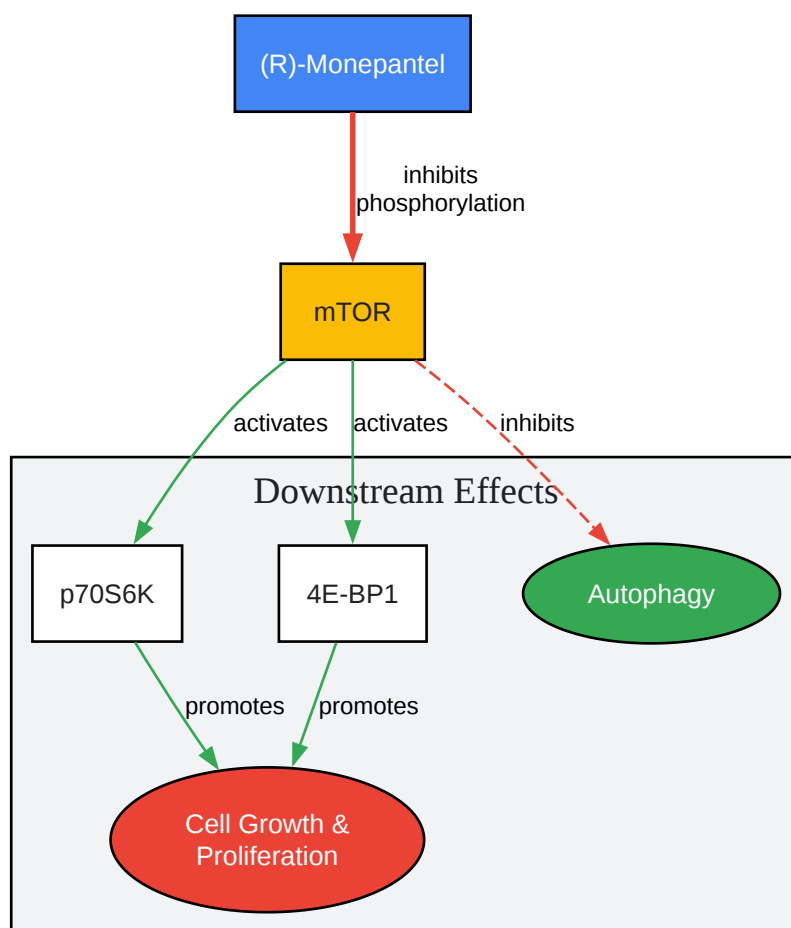 (R)-Monepantel
inhibits
phosphorylation
mTOR
activates
activates
inhibits
Downstream Effects
p70S6K
4E-BP1
Autophagy
promotes
promotes
Cell Growth &
Proliferation